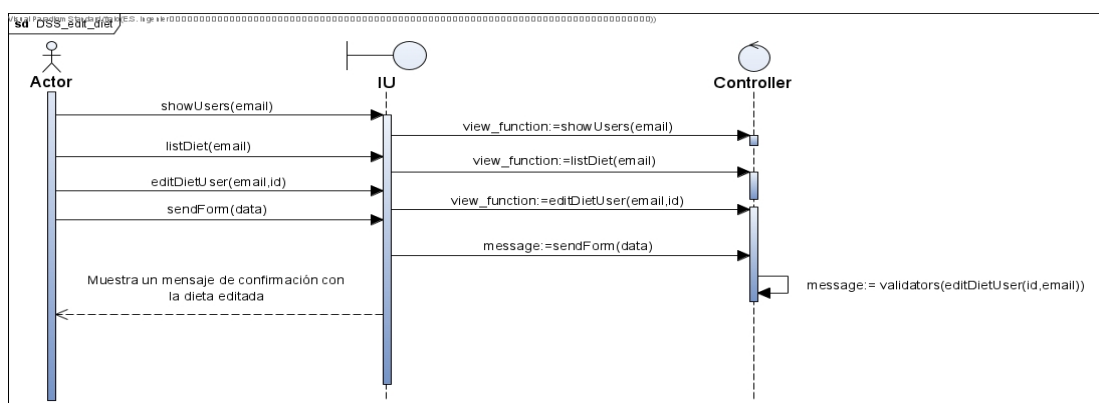 sd DSS_edit_diet
Actor
IU
Controller
showUsers(email)
view_function:=showUsers(email)
listDiet(email)
view_function:=listDiet(email)
editDietUser(email,id)
view_function:=editDietUser(email,id)
sendForm(data)
message:=sendForm(data)
message:= validators(editDietUser(id,email))
Muestra un mensaje de confirmación con
la dieta editada